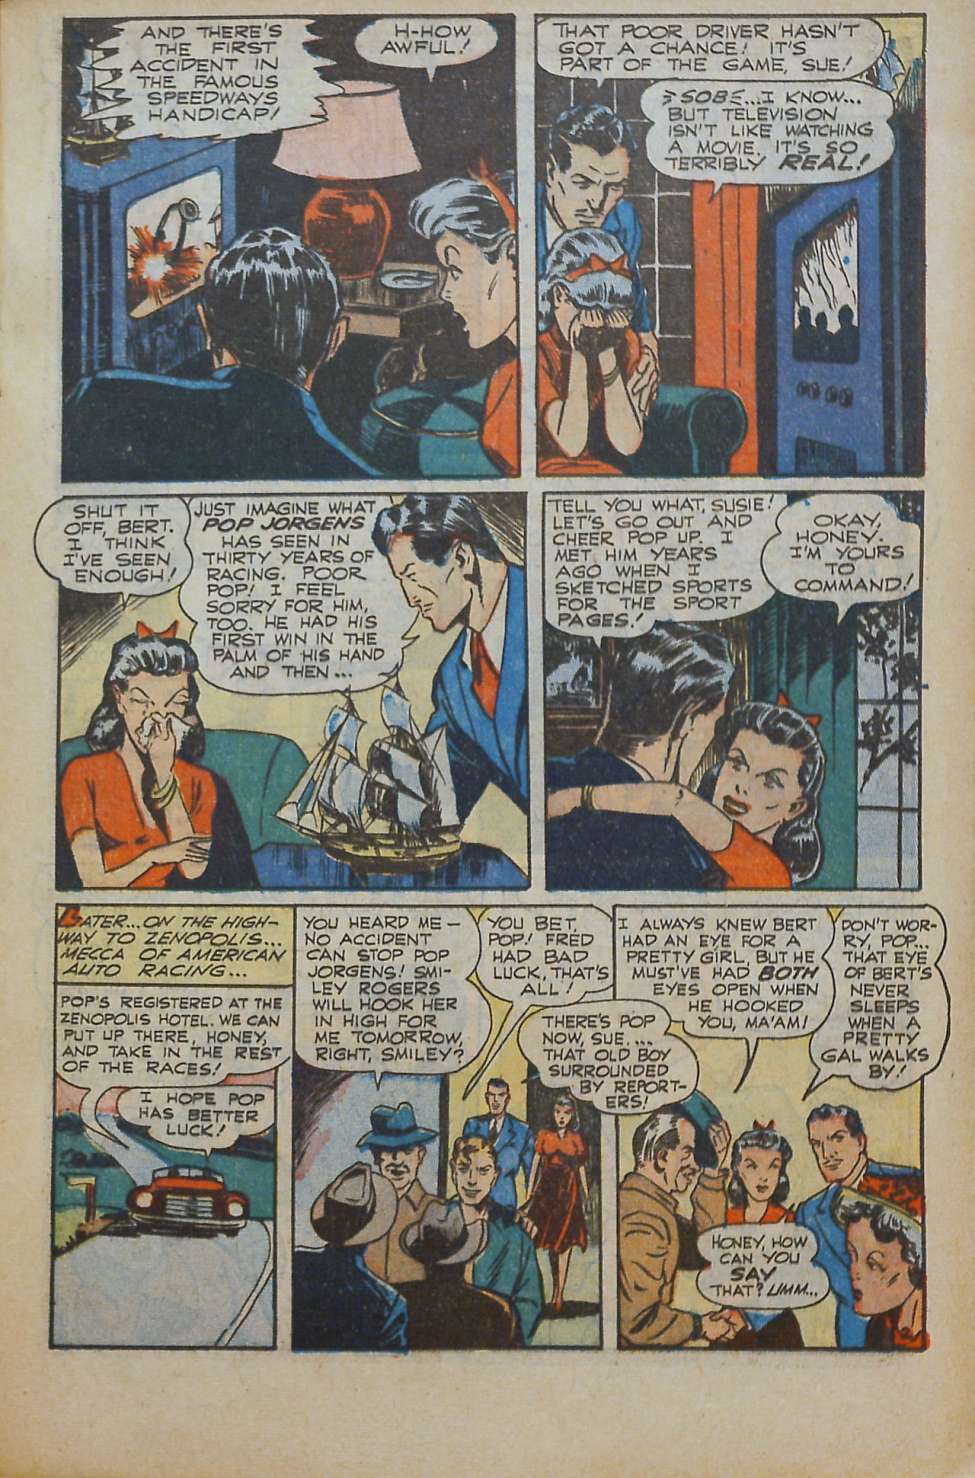 AND THERE'S
THE FIRST
ACCIDENT IN
THE FAMOUS
SPEEDWAYS
HANDICAP!
H-HOW
AWFUL!
THAT POOR DRIVER HASN'T
GOT A CHANCE! IT'S
PART OF THE GAME, SUE!
SOB...I KNOW...
BUT TELEVISION
ISN'T LIKE WATCHING
A MOVIE. IT'S SO
TERRIBLY REAL!
SHUT IT
OFF, BERT.
I THINK
I'VE SEEN
ENOUGH!
JUST IMAGINE WHAT
POP JORGENS
HAS SEEN IN
THIRTY YEARS OF
RACING. POOR
POP! I FEEL
SORRY FOR HIM,
TOO. HE HAD HIS
FIRST WIN IN THE
PALM OF HIS HAND
AND THEN...
TELL YOU WHAT, SUSIE!
LET'S GO OUT AND
CHEER POP UP. I
MET HIM YEARS
AGO WHEN I
SKETCHED SPORTS
FOR THE SPORT
PAGES!
OKAY,
HONEY.
I'M YOURS
TO
COMMAND!
LATER...ON THE HIGH-
WAY TO ZENOPOLIS...
MECCA OF AMERICAN
AUTO RACING...
POP'S REGISTERED AT THE
ZENOPOLIS HOTEL. WE CAN
PUT UP THERE, HONEY,
AND TAKE IN THE REST
OF THE RACES!
I HOPE POP
HAS BETTER
LUCK!
YOU HEARD ME—
NO ACCIDENT
CAN STOP POP
JORGENS! SMI-
LEY ROGERS
WILL HOOK HER
IN HIGH FOR
ME TOMORROW,
RIGHT, SMILEY?
YOU BET,
POP! FRED
HAD BAD
LUCK, THAT'S
ALL!
THERE'S POP
NOW, SUE....
THAT OLD BOY
SURROUNDED
BY REPORT-
ERS!
I ALWAYS KNEW BERT
HAD AN EYE FOR A
PRETTY GIRL, BUT HE
MUST'VE HAD BOTH
EYES OPEN WHEN
HE HOOKED
YOU, MA'AM!
DON'T WOR-
RY, POP...
THAT EYE
OF BERT'S
NEVER
SLEEPS
WHEN A
PRETTY
GAL WALKS
BY!
HONEY, HOW
CAN YOU
SAY
THAT? UMM...